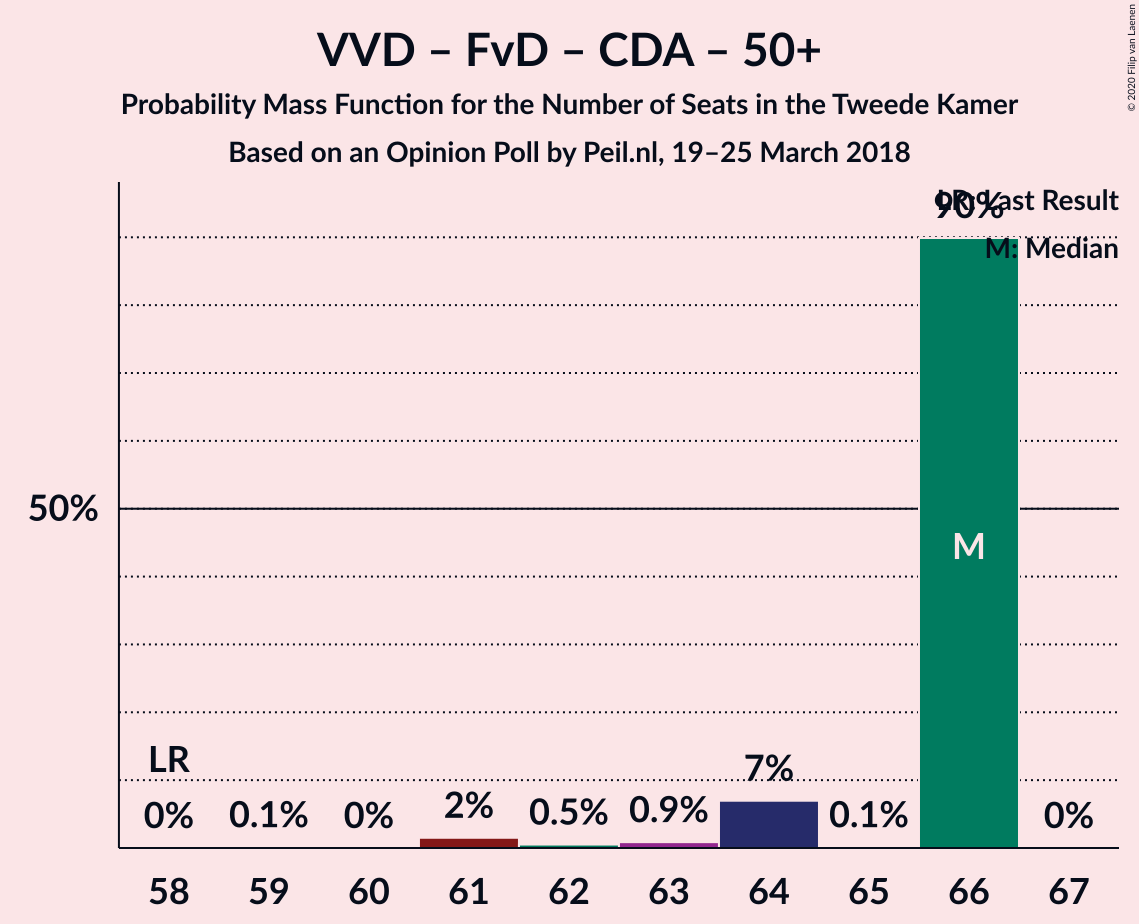 VVD – FvD – CDA – 50+
Probability Mass Function for the Number of Seats in the Tweede Kamer
Based on an Opinion Poll by Peil.nl, 19–25 March 2018
© 2020 Filip van Laenen
LR: Last Result
M: Median
90%
50%
M
LR
0%
0.1%
0%
2%
0.5%
0.9%
7%
0.1%
0%
58 59 60 61 62 63 64 65 66 67